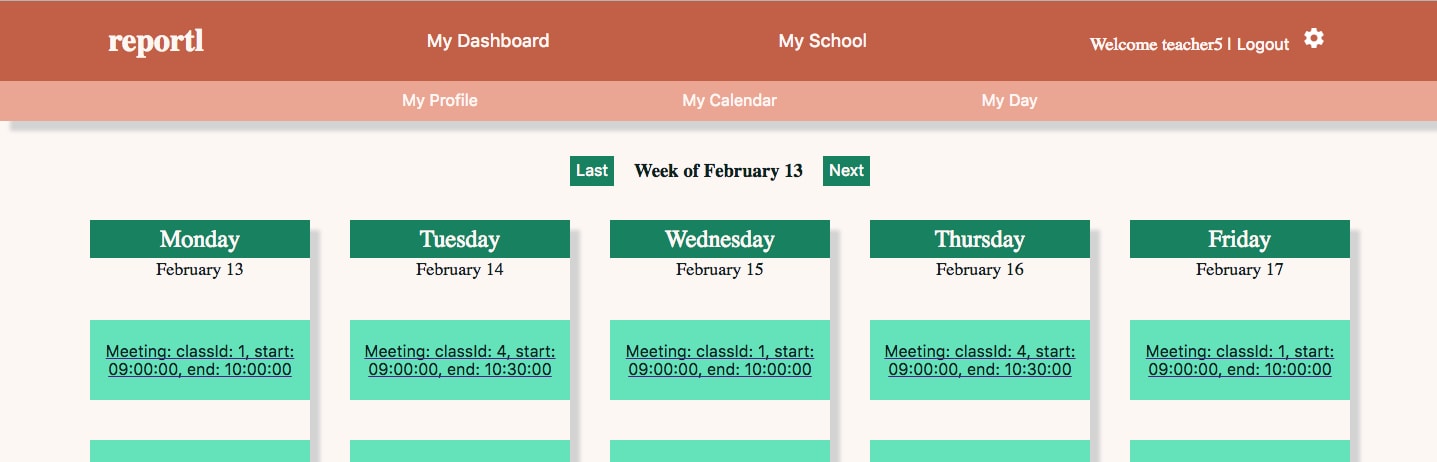 reportl
My Dashboard
My School
Welcome teacher5 | Logout
My Profile
My Calendar
My Day
Last
Week of February 13
Next
Monday
Tuesday
Wednesday
Thursday
Friday
February 13
February 14
February 15
February 16
February 17
Meeting: classId: 1, start:
09:00:00, end: 10:00:00
Meeting: classId: 4, start:
09:00:00, end: 10:30:00
Meeting: classId: 1, start:
09:00:00, end: 10:00:00
Meeting: classId: 4, start:
09:00:00, end: 10:30:00
Meeting: classId: 1, start:
09:00:00, end: 10:00:00